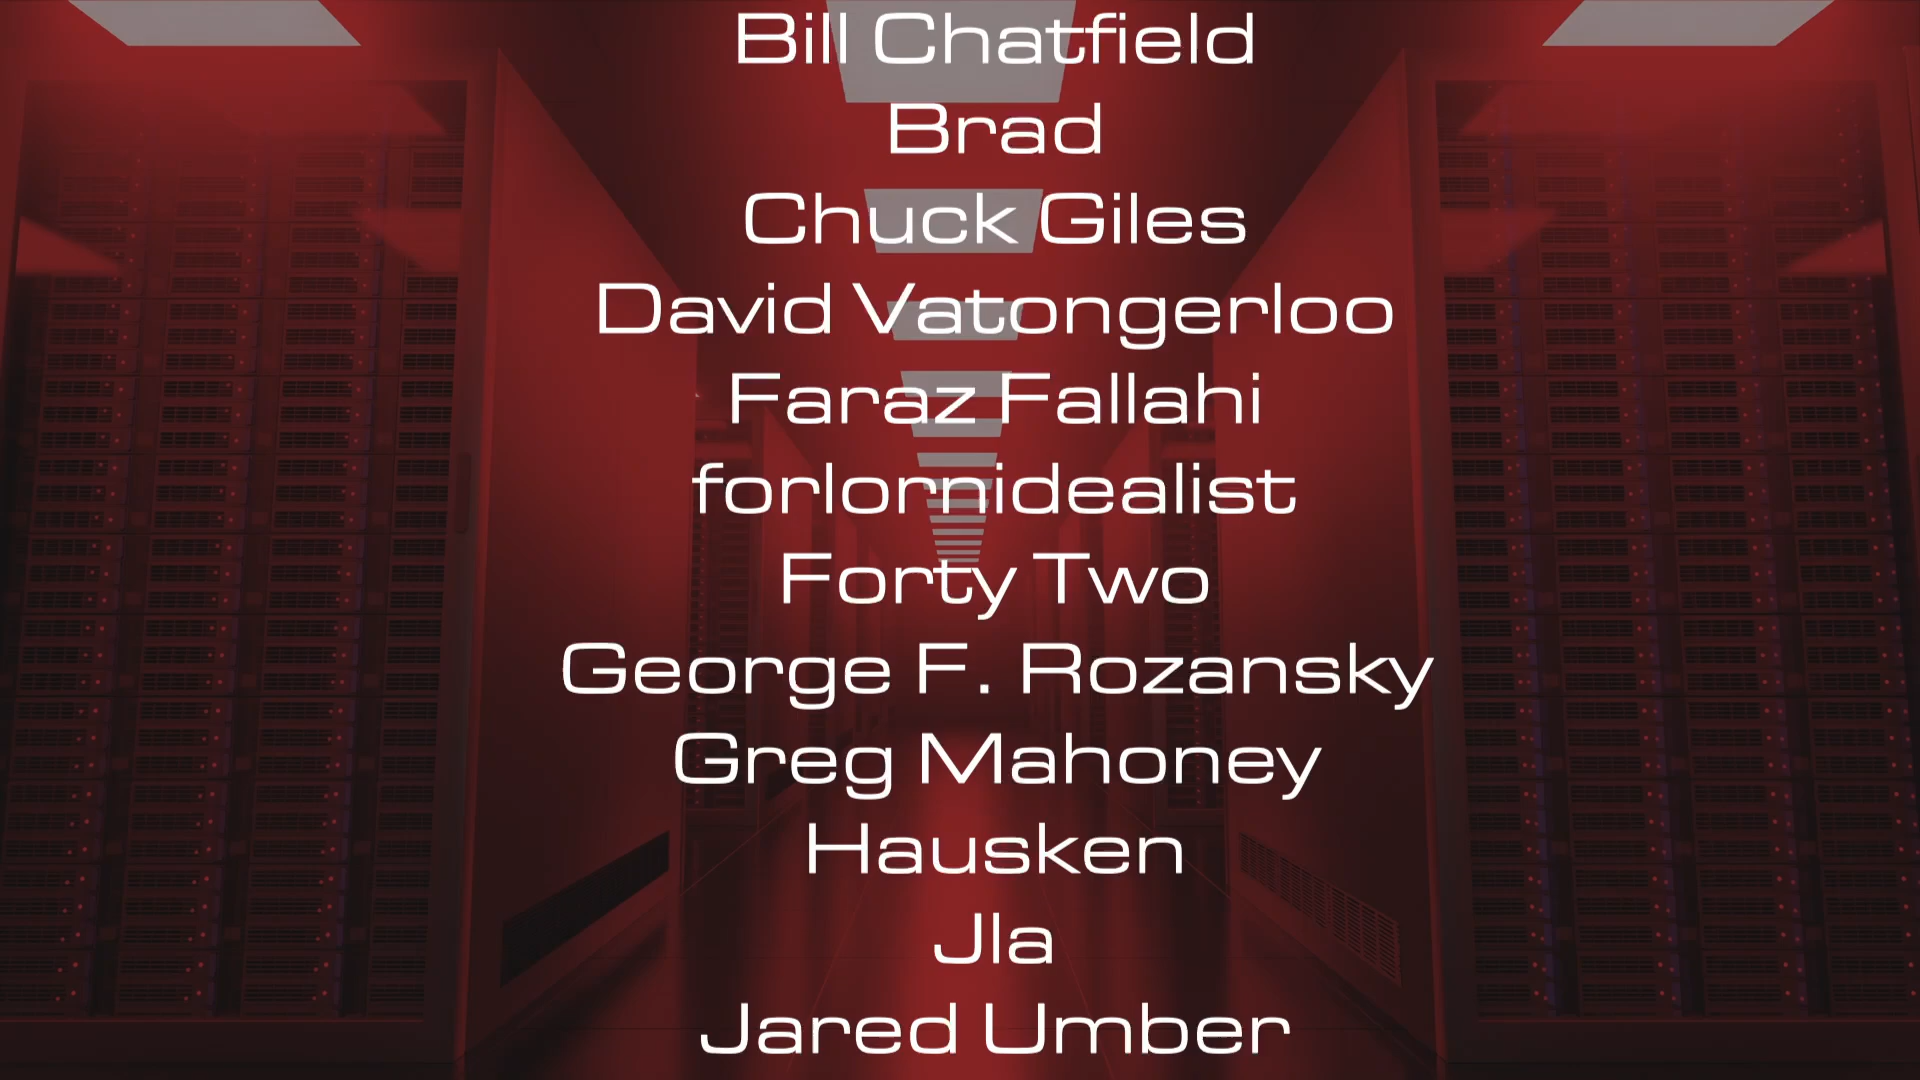 Bill Chatfield
Brad
Chuck Giles
David Vatongerloo
Faraz Fallahi
forlornidealist
Forty Two
George F. Rozansky
Greg Mahoney
Hausken
Jla
Jared Umber